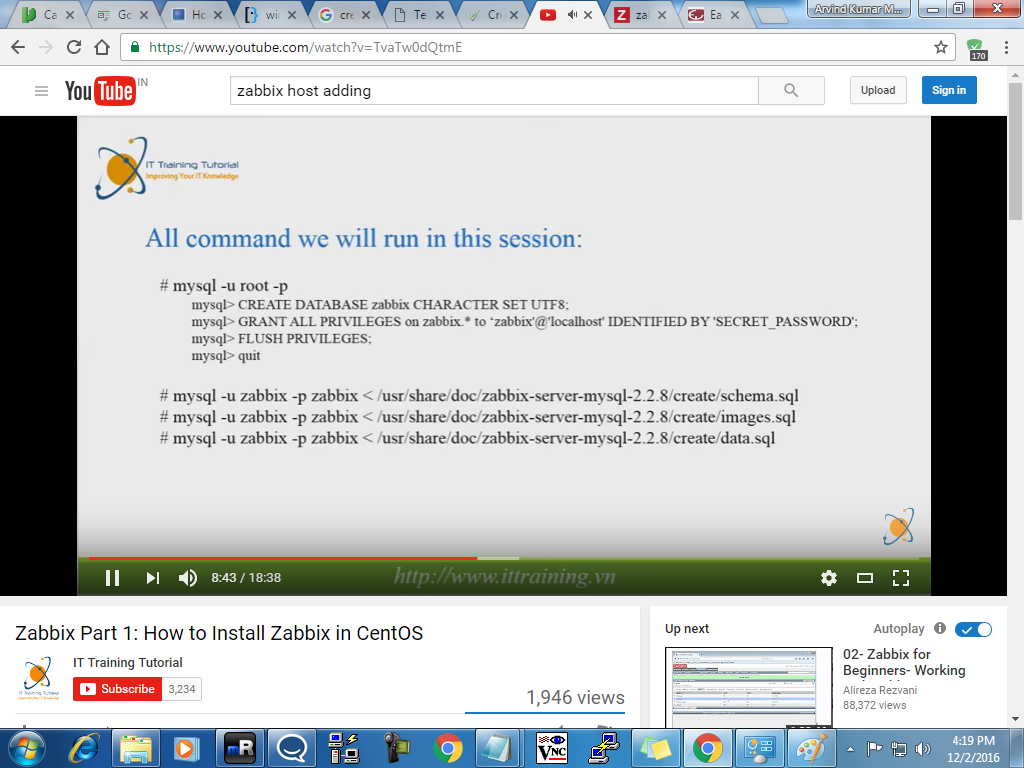 Ca
Go
Ho
wi
cre
Te
Cre
zal
Ea
Arvind Kumar M...
https://www.youtube.com/watch?v=TvaTw0dQtmE
170
YouTube IN
zabbix host adding
Upload
Sign in
IT Training Tutorial
Improving Your IT Knowledge
All command we will run in this session:
# mysql -u root -p
mysql> CREATE DATABASE zabbix CHARACTER SET UTF8;
mysql> GRANT ALL PRIVILEGES on zabbix.* to ‘zabbix'@'localhost' IDENTIFIED BY 'SECRET_PASSWORD';
mysql> FLUSH PRIVILEGES;
mysql> quit
# mysql -u zabbix -p zabbix < /usr/share/doc/zabbix-server-mysql-2.2.8/create/schema.sql
# mysql -u zabbix -p zabbix < /usr/share/doc/zabbix-server-mysql-2.2.8/create/images.sql
# mysql -u zabbix -p zabbix < /usr/share/doc/zabbix-server-mysql-2.2.8/create/data.sql
8:43 / 18:38
http://www.ittraining.vn
Zabbix Part 1: How to Install Zabbix in CentOS
IT Training Tutorial
Subscribe 3,234
1,946 views
Up next
Autoplay
02- Zabbix for
Beginners- Working
Alireza Rezvani
88,372 views
mR
VNC
4:19 PM
12/2/2016